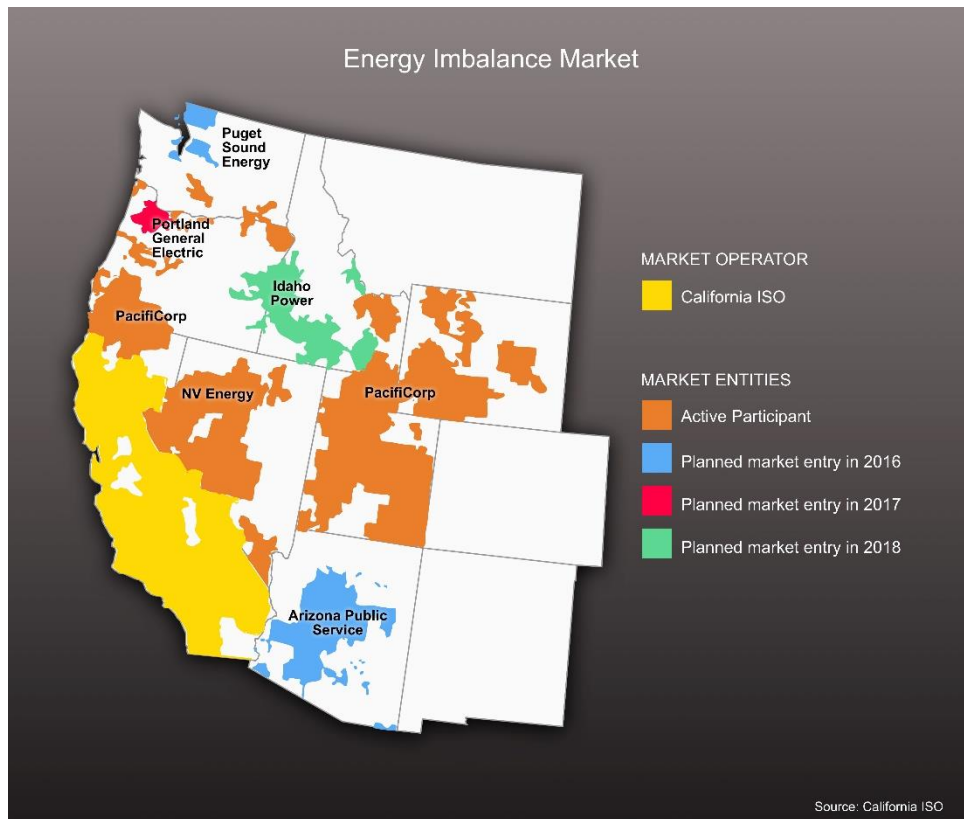 Energy Imbalance Market
Puget
Sound
Energy
Portland
General
Electric
Idaho
Power
PacifiCorp
NV Energy
PacifiCorp
Arizona Public
Service
MARKET OPERATOR
California ISO
MARKET ENTITIES
Active Participant
Planned market entry in 2016
Planned market entry in 2017
Planned market entry in 2018
Source: California ISO